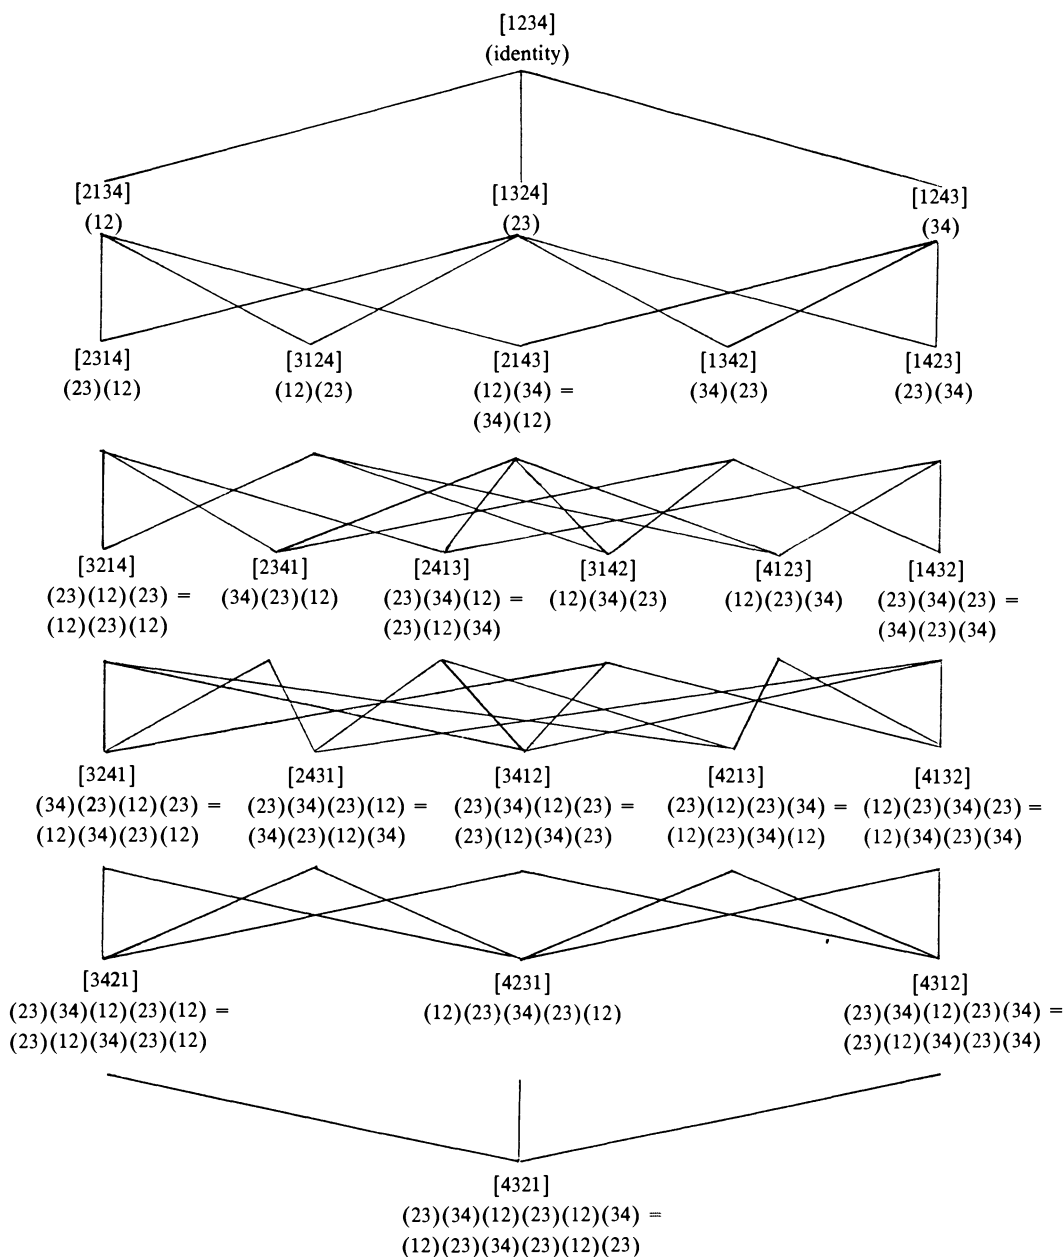 [1234]
(identity)
[2134] [1324] [1243]
(12) (23) (34)
[2314] [3124] [2143] [1342] [1423]
(23)(12) (12)(23) (12)(34) = (34)(23) (23)(34)
(34)(12)
[3214] [2341] [2413] [3142] [4123] [1432]
(23)(12)(23) = (34)(23)(12) (23)(34)(12) = (12)(34)(23) (12)(23)(34) (23)(34)(23) =
(12)(23)(12) (23)(12)(34) (34)(23)(34)
[3241] [2431] [3412] [4213] [4132]
(34)(23)(12)(23) = (23)(34)(23)(12) = (23)(34)(12)(23) = (23)(12)(23)(34) = (12)(23)(34)(23) =
(12)(34)(23)(12) (34)(23)(12)(34) (23)(12)(34)(23) (12)(23)(34)(12) (12)(34)(23)(34)
[3421] [4231] [4312]
(23)(34)(12)(23)(12) = (12)(23)(34)(23)(12) (23)(34)(12)(23)(34) =
(23)(12)(34)(23)(12) (23)(12)(34)(23)(34)
[4321]
(23)(34)(12)(23)(12)(34) =
(12)(23)(34)(23)(12)(23)